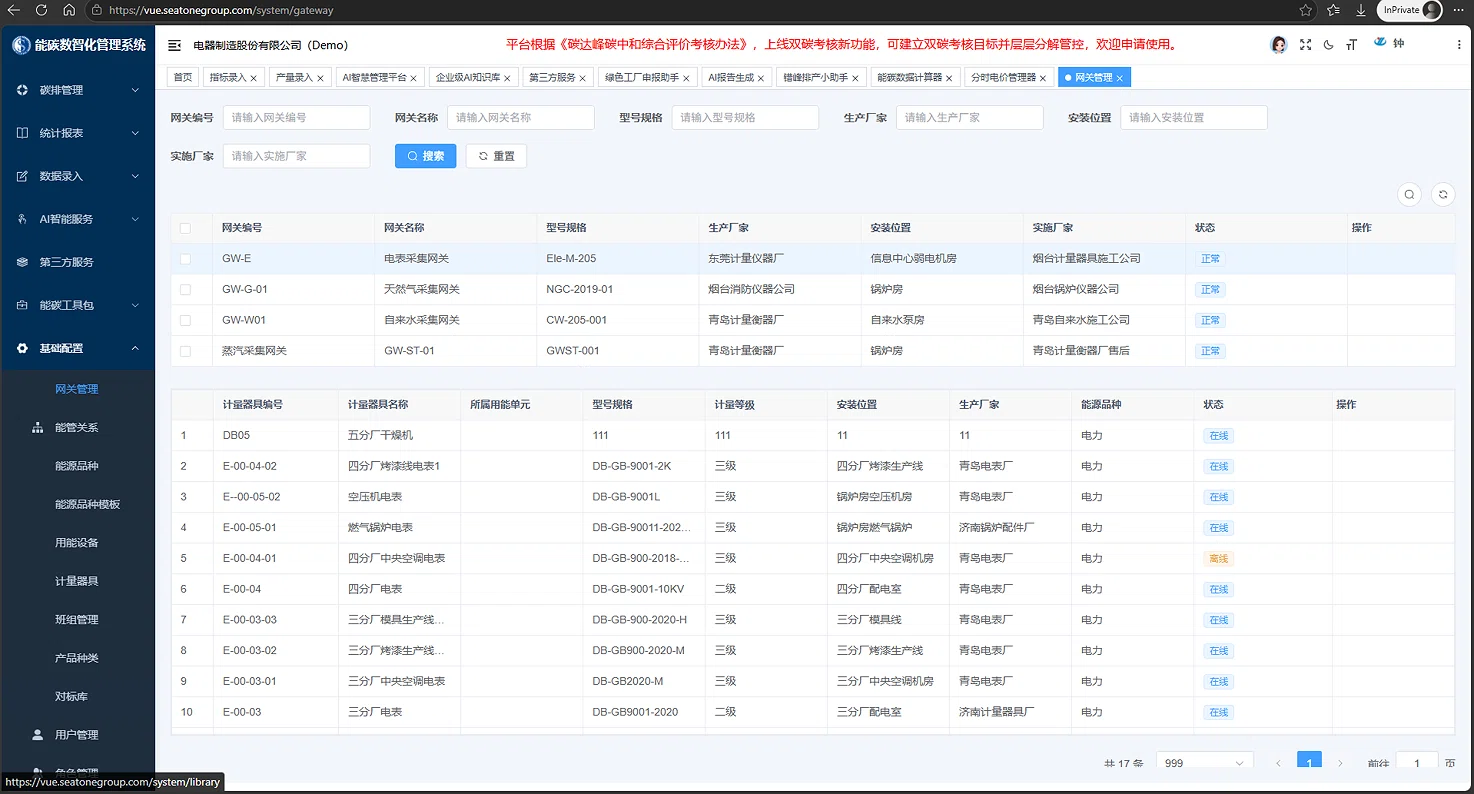 https://vue.seatonegroup.com/system/gateway InPrivate
能碳数智化管理系统 电器制造股份有限公司（Demo） 平台根据《碳达峰碳中和综合评价考核办法》，上线双碳考核新功能，可建立双碳考核目标并层层分解管控，欢迎申请使用。 钟
首页 指标录入 产量录入 AI智慧管理平台 企业级AI知识库 第三方服务 绿色工厂申报助手 AI报告生成 错峰排产小助手 能碳数据计算器 分时电价管理器 网关管理
碳排管理
统计报表
数据录入
AI智能服务
第三方服务
能碳工具包
基础配置
网关管理
能管关系
能源品种
能源品种模板
用能设备
计量器具
班组管理
产品种类
对标库
用户管理
角色管理
https://vue.seatonegroup.com/system/library
网关编号 请输入网关编号 网关名称 请输入网关名称 型号规格 请输入型号规格 生产厂家 请输入生产厂家 安装位置 请输入安装位置
实施厂家 请输入实施厂家 搜索 重置
网关编号 网关名称 型号规格 生产厂家 安装位置 实施厂家 状态 操作
GW-E 电表采集网关 Ele-M-205 东莞计量仪器厂 信息中心弱电机房 烟台计量器具施工公司 正常
GW-G-01 天然气采集网关 NGC-2019-01 烟台消防仪器公司 锅炉房 烟台锅炉仪器公司 正常
GW-W01 自来水采集网关 CW-205-001 青岛计量衡器厂 自来水泵房 青岛自来水施工公司 正常
蒸汽采集网关 GW-ST-01 GWST-001 青岛计量衡器厂 锅炉房 青岛计量衡器厂售后 正常
计量器具编号 计量器具名称 所属用能单元 型号规格 计量等级 安装位置 生产厂家 能源品种 状态 操作
1 DB05 五分厂干燥机 111 111 11 11 电力 在线
2 E-00-04-02 四分厂烤漆线电表1 DB-GB-9001-2K 三级 四分厂烤漆生产线 青岛电表厂 电力 在线
3 E--00-05-02 空压机电表 DB-GB-9001L 三级 锅炉房空压机房 青岛电表厂 电力 在线
4 E-00-05-01 燃气锅炉电表 DB-GB-90011-202... 三级 锅炉房燃气锅炉 济南锅炉配件厂 电力 在线
5 E-00-04-01 四分厂中央空调电表 DB-GB-900-2018-... 三级 四分厂中央空调机房 青岛电表厂 电力 离线
6 E-00-04 四分厂电表 DB-GB-9001-10KV 二级 四分厂配电室 青岛电表厂 电力 在线
7 E-00-03-03 三分厂模具生产线... DB-GB-900-2020-H 三级 三分厂模具线 青岛电表厂 电力 在线
8 E-00-03-02 三分厂烤漆生产线... DB-GB900-2020-M 三级 三分厂烤漆生产线 青岛电表厂 电力 在线
9 E-00-03-01 三分厂中央空调电表 DB-GB2020-M 三级 三分厂中央空调机房 青岛电表厂 电力 在线
10 E-00-03 三分厂电表 DB-GB9001-2020 二级 三分厂配电室 济南计量器具厂 电力 在线
共 17 条 999 1 前往 1 页